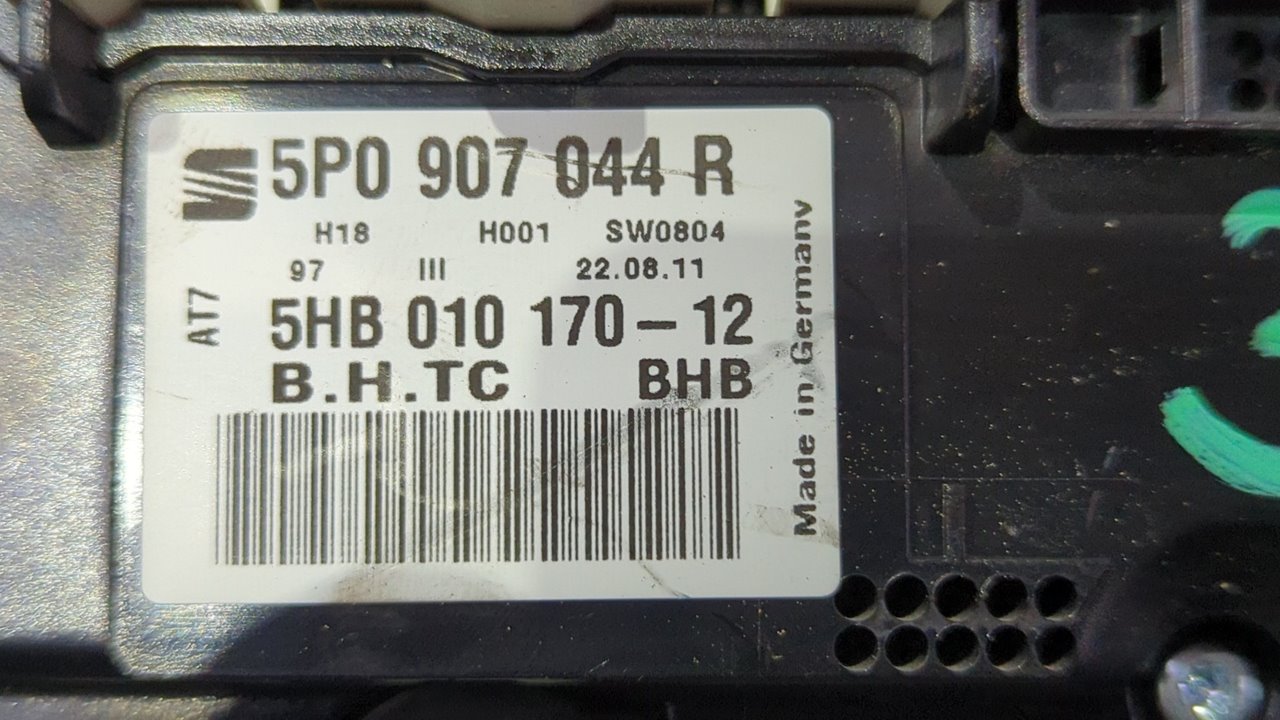 5P0 907 044 R
H18 H001 SW0804
97 III 22.08.11
AT7
5HB 010 170-12
B.H.TC BHB
Made in Germany